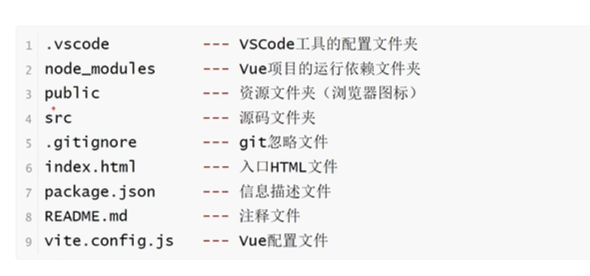 1 .vscode --- VSCode工具的配置文件夹
2 node_modules --- Vue项目的运行依赖文件夹
3 public --- 资源文件夹（浏览器图标）
4 src --- 源码文件夹
5 .gitignore --- git忽略文件
6 index.html --- 入口HTML文件
7 package.json --- 信息描述文件
8 README.md --- 注释文件
9 vite.config.js --- Vue配置文件